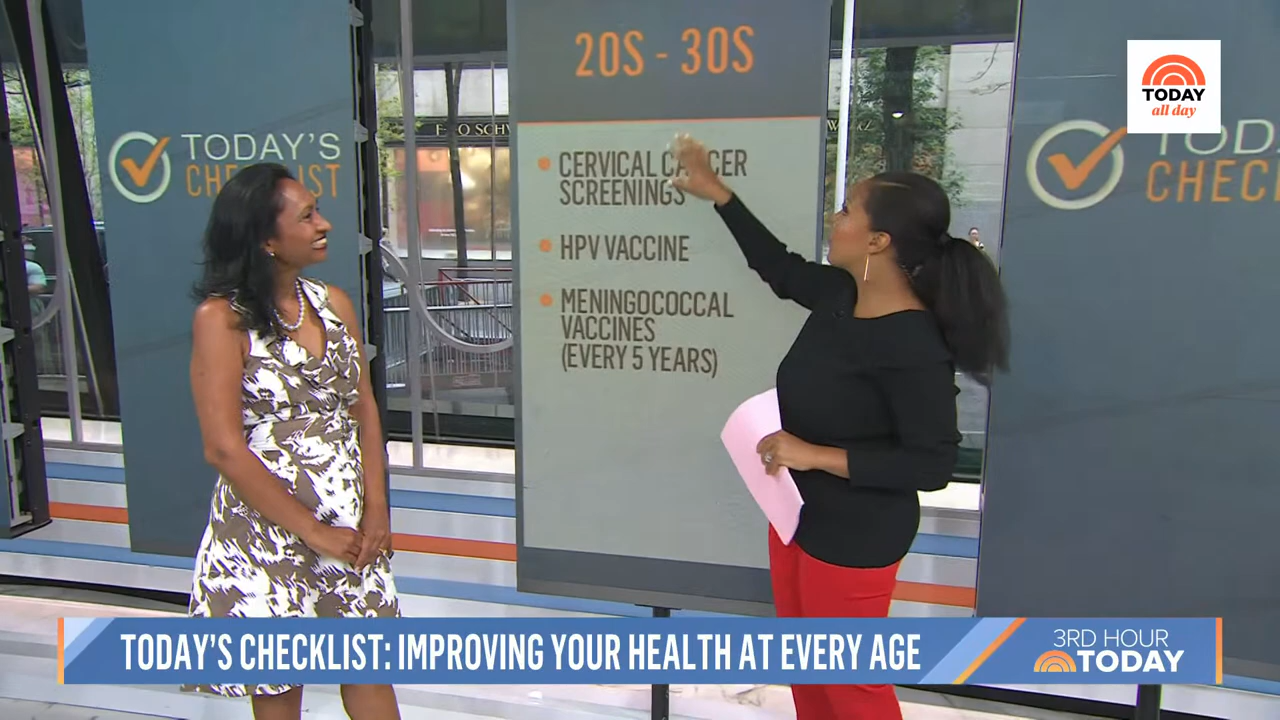 20S - 30S
TODAY
all day
TODAY'S
CHECKLIST
CERVICAL CANCER
SCREENINGS
HPV VACCINE
MENINGOCOCCAL
VACCINES
(EVERY 5 YEARS)
TODAY'S CHECKLIST: IMPROVING YOUR HEALTH AT EVERY AGE
3RD HOUR
TODAY